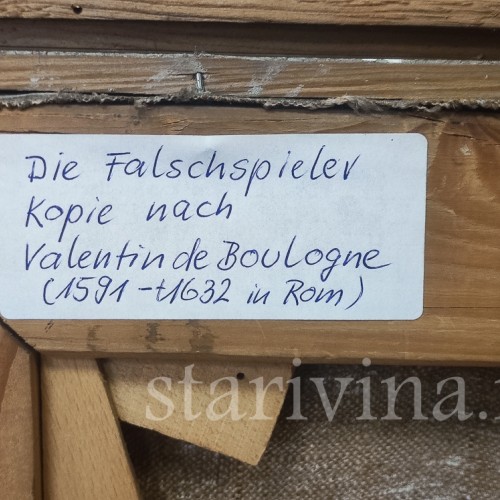 Die Falschspieler
Kopie nach
Valentin de Boulogne
(1591 - †1632 in Rom)
starivina.